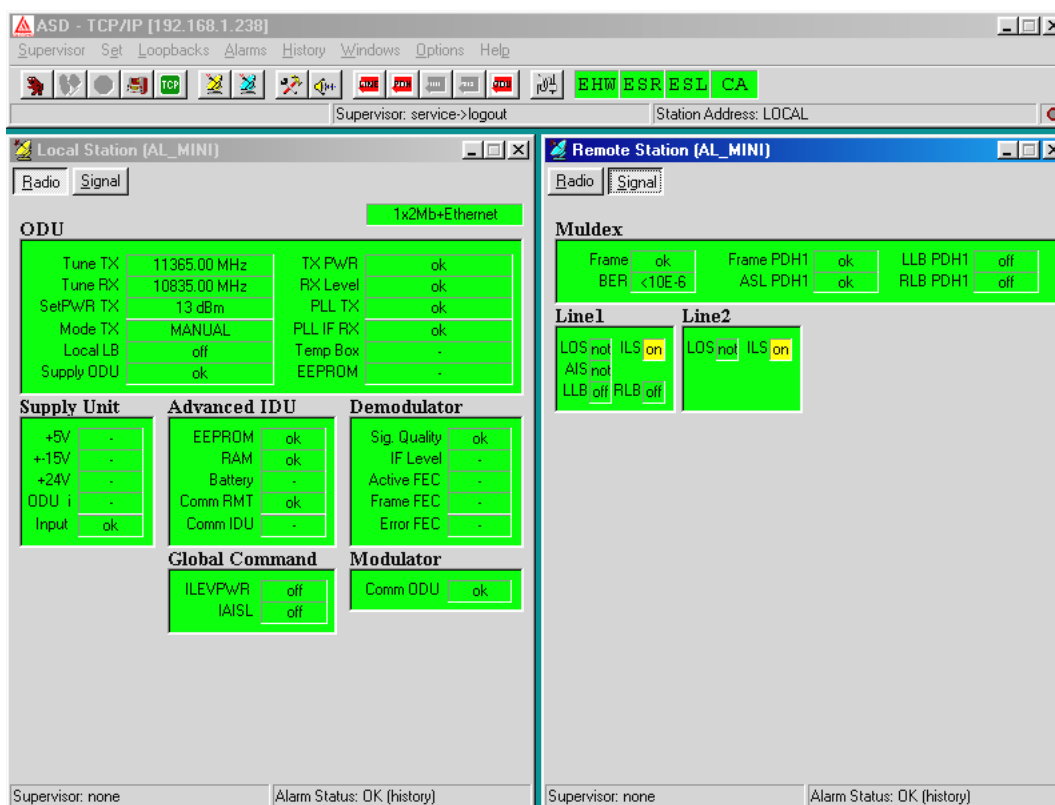 ASD - TCP/IP [192.168.1.238]
Supervisor Set Loopbacks Alarms History Windows Options Help
TCP EHW ESR ESL CA
Supervisor: service->logout Station Address: LOCAL
Local Station (AL_MINI)
Radio Signal
1x2Mb+Ethernet
ODU
Tune TX 11365.00 MHz TX PWR ok
Tune RX 10835.00 MHz RX Level ok
SetPWR TX 13 dBm PLL TX ok
Mode TX MANUAL PLL IF RX ok
Local LB off Temp Box -
Supply ODU ok EEPROM -
Supply Unit Advanced IDU Demodulator
+5V - EEPROM ok Sig. Quality ok
+-15V - RAM ok IF Level -
+24V - Battery - Active FEC -
ODU i - Comm RMT ok Frame FEC -
Input ok Comm IDU - Error FEC -
Global Command Modulator
ILEVPWR off Comm ODU ok
IAISL off
Supervisor: none Alarm Status: OK (history)
Remote Station (AL_MINI)
Radio Signal
Muldex
Frame ok Frame PDH1 ok LLB PDH1 off
BER <10E-6 ASL PDH1 ok RLB PDH1 off
Line1 Line2
LOS not ILS on LOS not ILS on
AIS not
LLB off RLB off
Supervisor: none Alarm Status: OK (history)